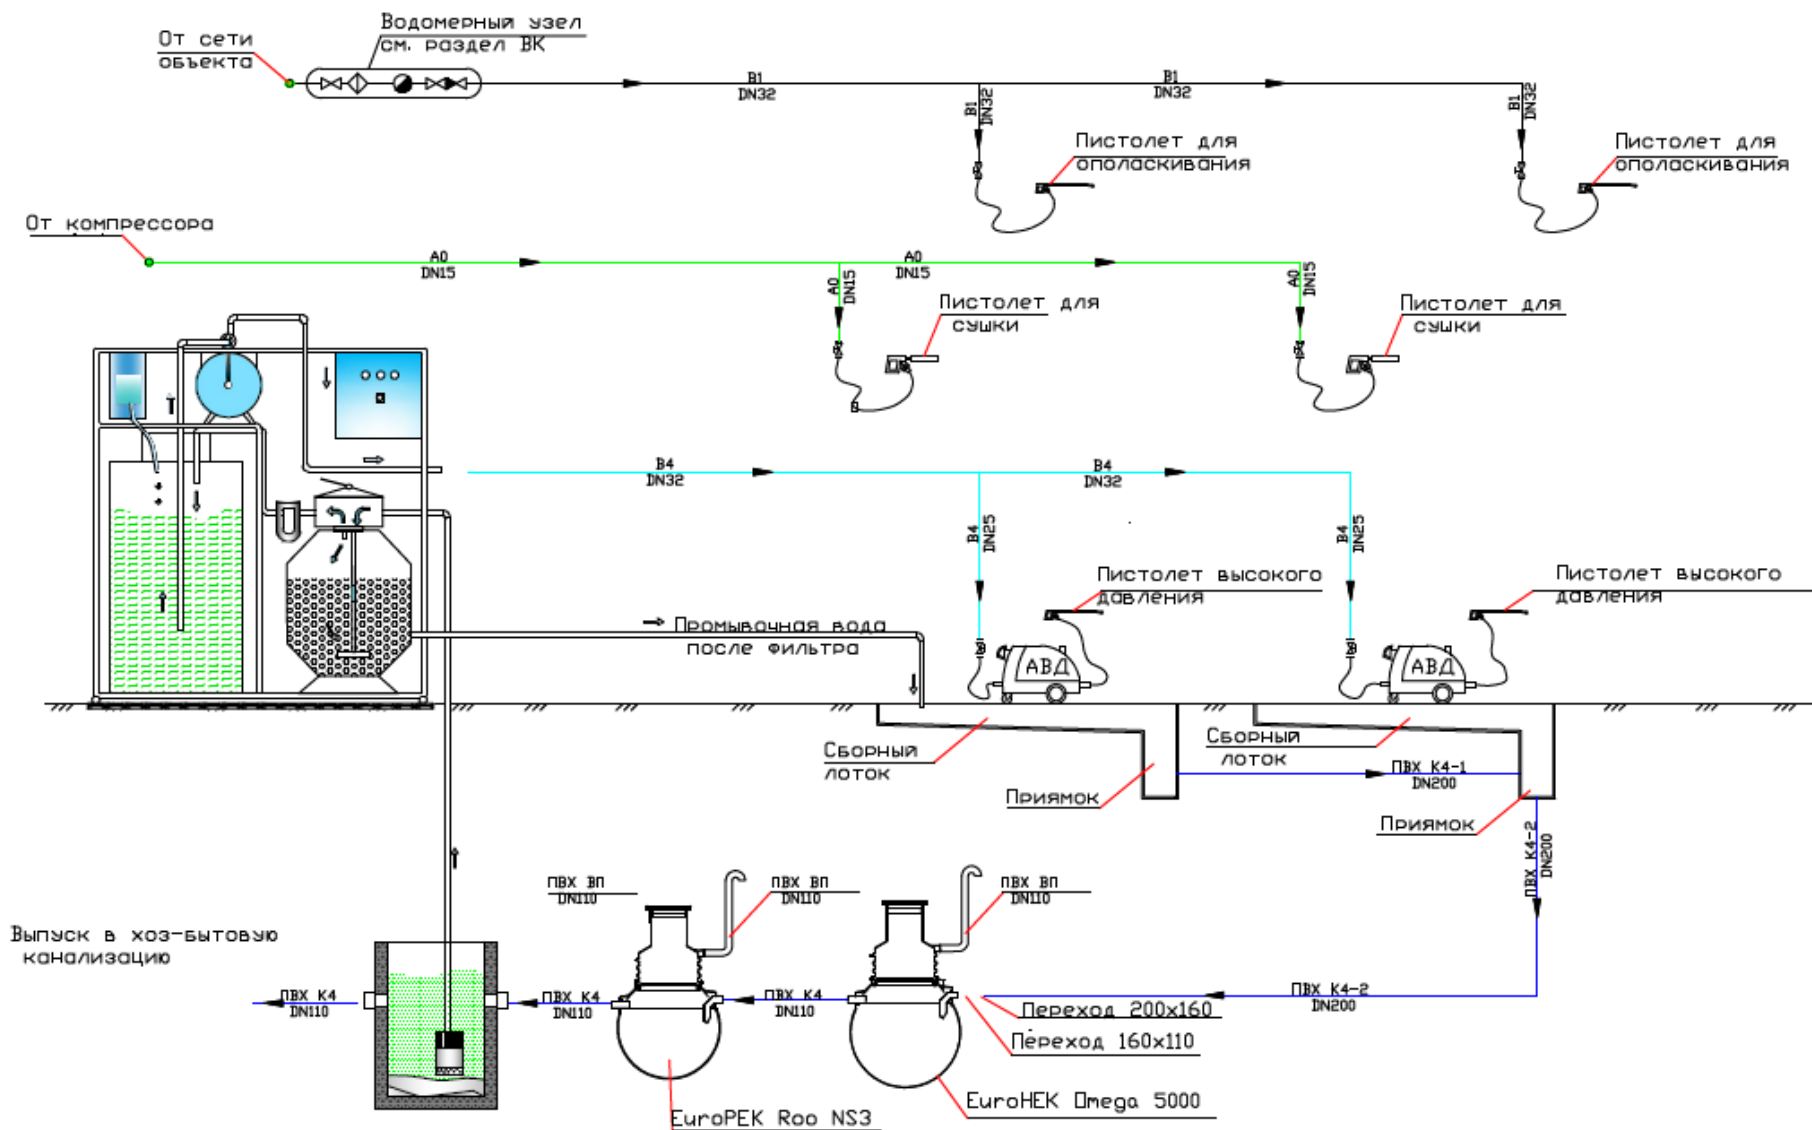 Водомерный узел
см. раздел ВК
От сети
объекта
В1
DN32
В1
DN32
В1
DN32
В1
DN32
Пистолет для
ополаскивания
Пистолет для
ополаскивания
От компрессора
А0
DN15
А0
DN15
А0
DN15
А0
DN15
Пистолет для
сушки
Пистолет для
сушки
В4
DN32
В4
DN32
В4
DN25
В4
DN25
Пистолет высокого
давления
Пистолет высокого
давления
Промывочная вода
после фильтра
АВД
АВД
Сборный
лоток
Сборный
лоток
ПВХ К4-1
DN200
Приямок
Приямок
ПВХ К4-2
DN200
ПВХ ВП
DN110
ПВХ ВП
DN110
ПВХ ВП
DN110
Выпуск в хоз-бытовую
канализацию
ПВХ К4
DN110
ПВХ К4
DN110
ПВХ К4
DN110
ПВХ К4-2
DN200
Переход 200x160
Переход 160x110
EuroHEK Omega 5000
EuroPEK Roo NS3